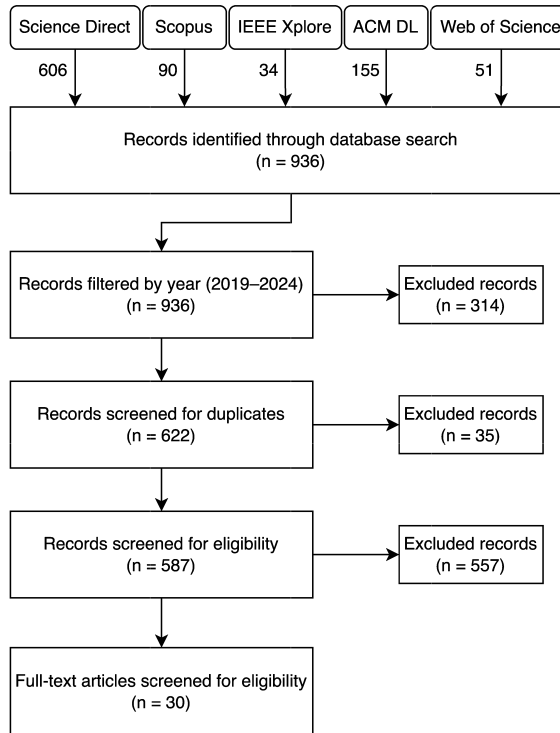 Science Direct
Scopus
IEEE Xplore
ACM DL
Web of Science
606
90
34
155
51
Records identified through database search
(n = 936)
Records filtered by year (2019–2024)
(n = 936)
Excluded records
(n = 314)
Records screened for duplicates
(n = 622)
Excluded records
(n = 35)
Records screened for eligibility
(n = 587)
Excluded records
(n = 557)
Full-text articles screened for eligibility
(n = 30)